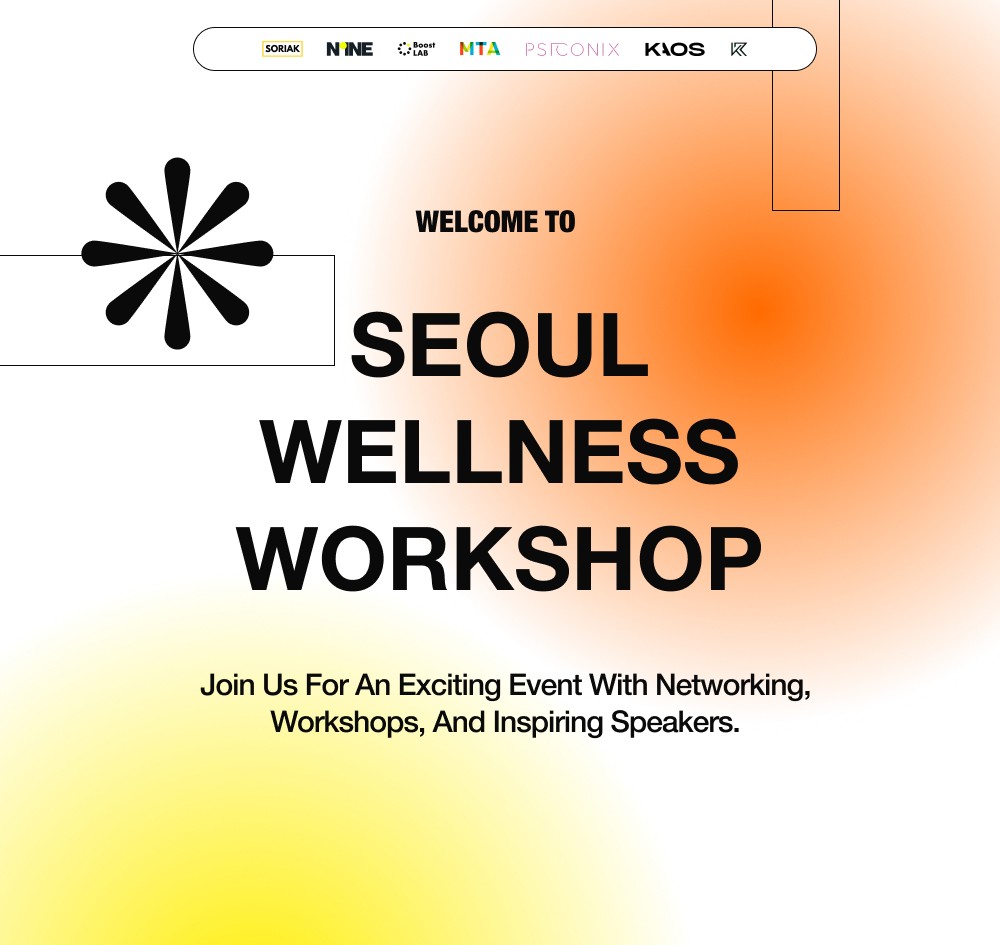 SORIAK NINE Boost LAB MTA PSICONIX KAOS
WELCOME TO
SEOUL
WELLNESS
WORKSHOP
Join Us For An Exciting Event With Networking,
Workshops, And Inspiring Speakers.